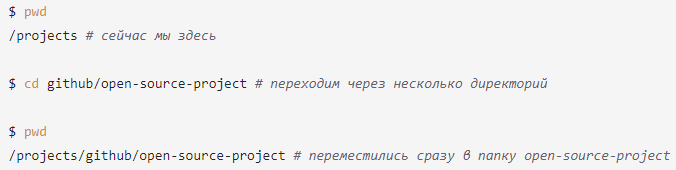 $ pwd
/projects # сейчас мы здесь
$ cd github/open-source-project # переходим через несколько директорий
$ pwd
/projects/github/open-source-project # переместились сразу в папку open-source-project